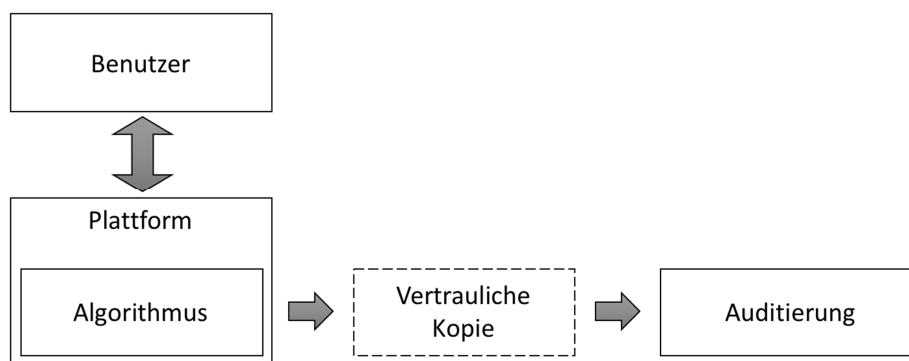 Benutzer
Plattform
Algorithmus
Vertrauliche
Kopie
Auditierung